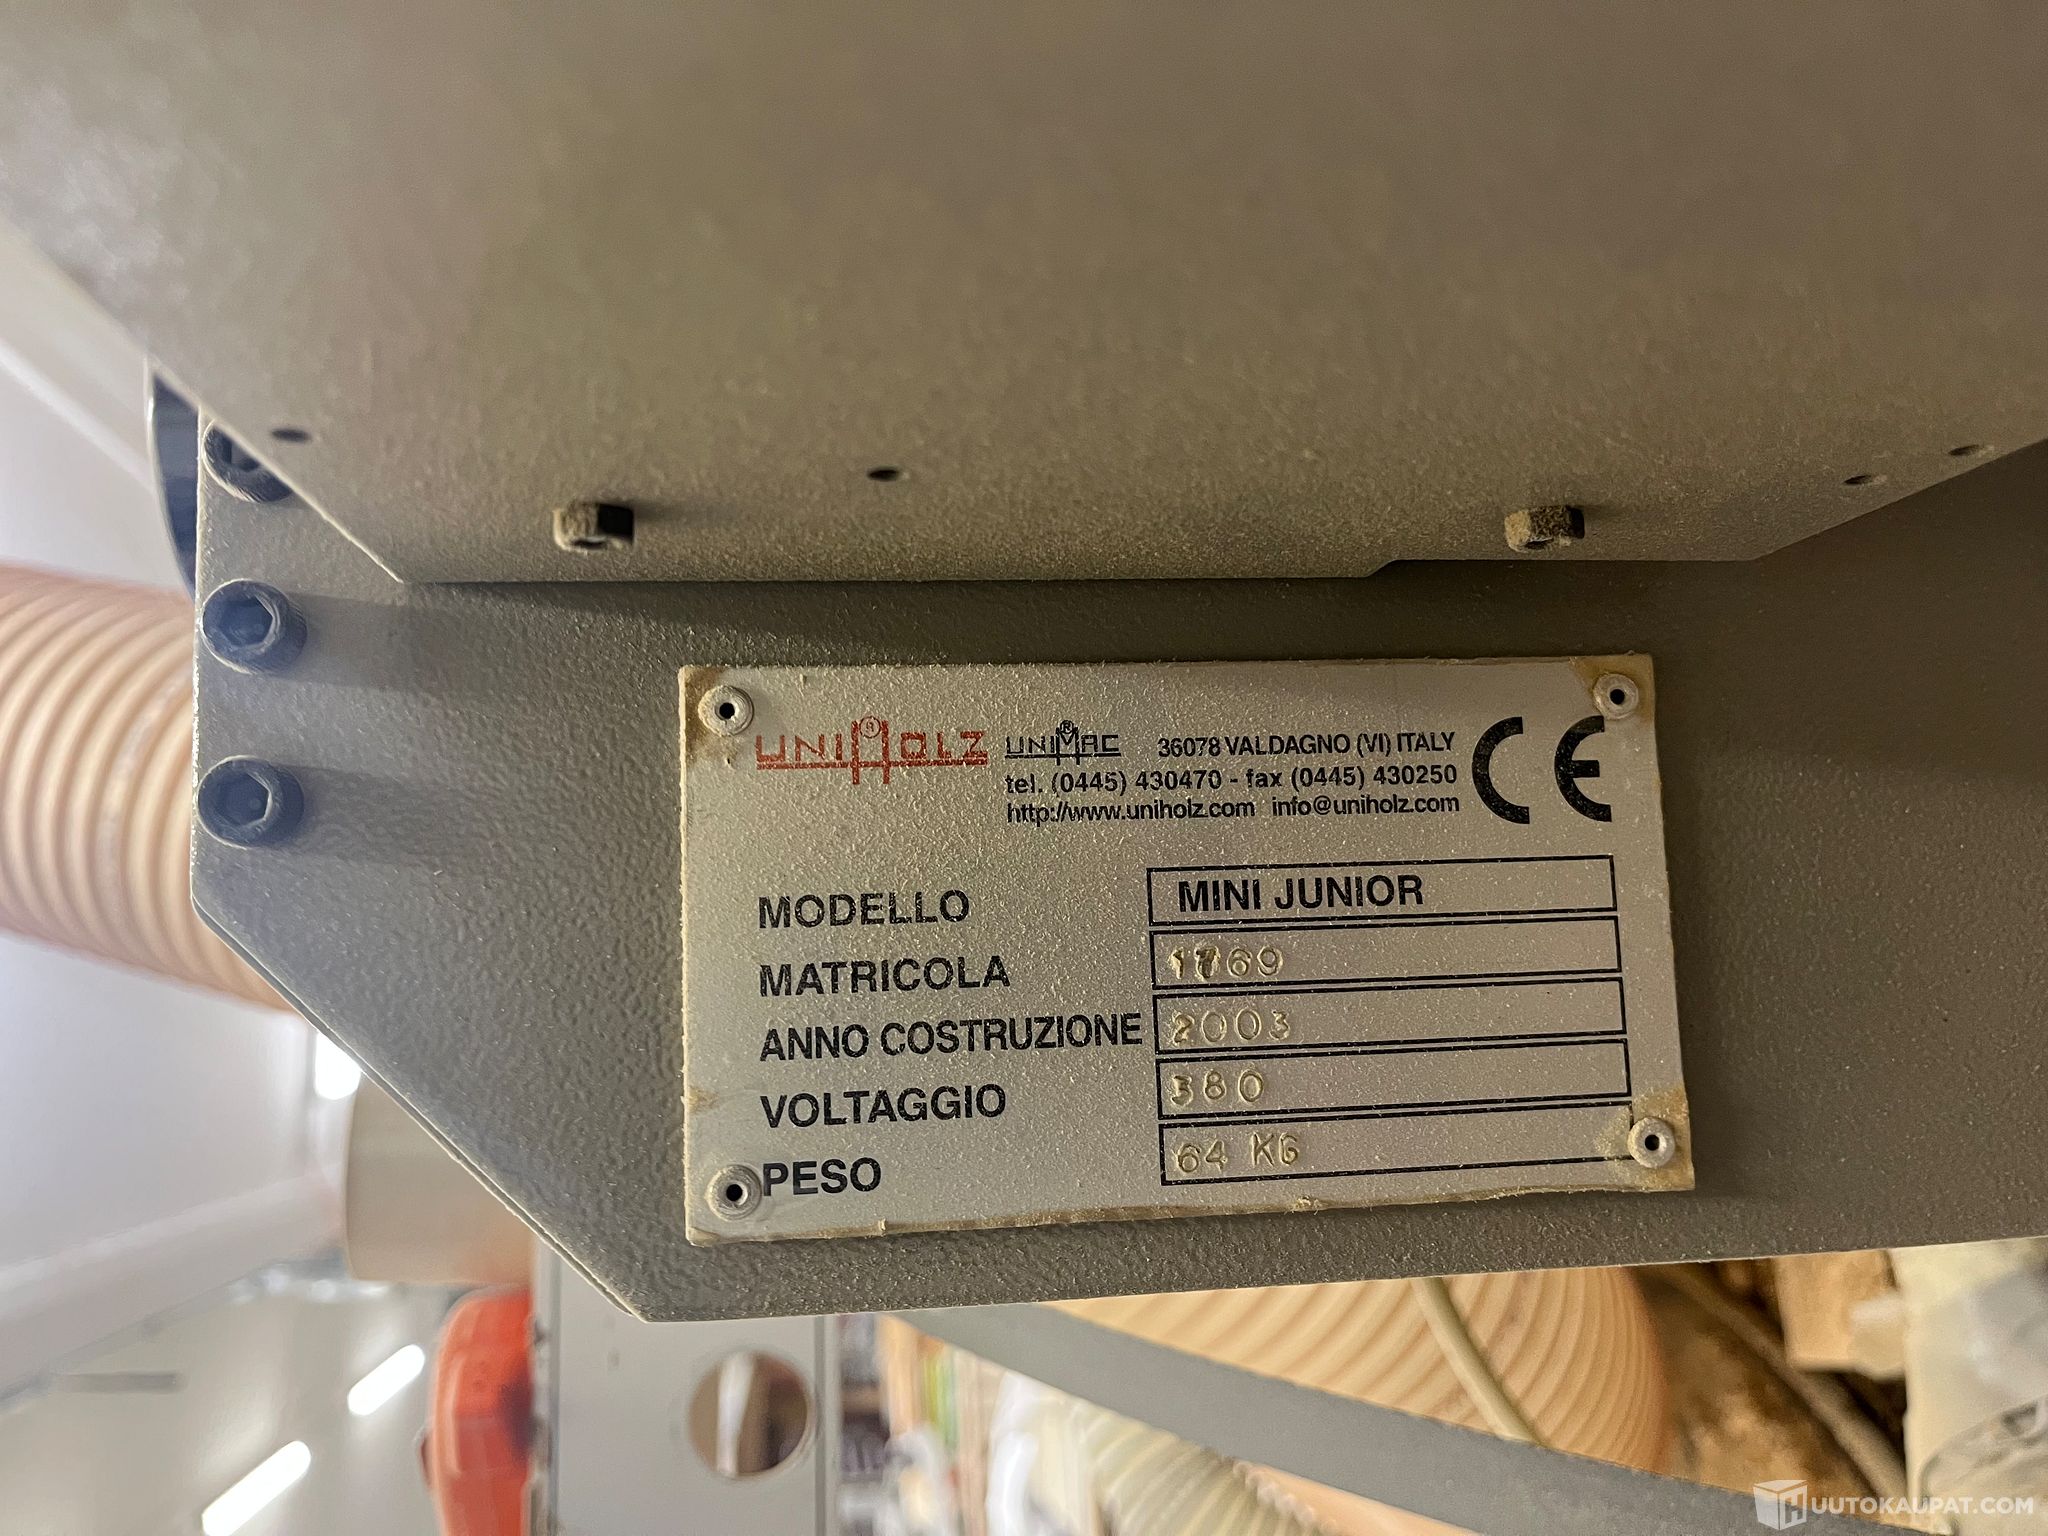 UNIHOLZ ® UNIMAC ® 36078 VALDAGNO (VI) ITALY
tel. (0445) 430470 - fax (0445) 430250
http://www.uniholz.com info@uniholz.com
CE
MODELLO MINI JUNIOR
MATRICOLA 1769
ANNO COSTRUZIONE 2003
VOLTAGGIO 380
PESO 64 KG
HUUTOKAUPAT.COM